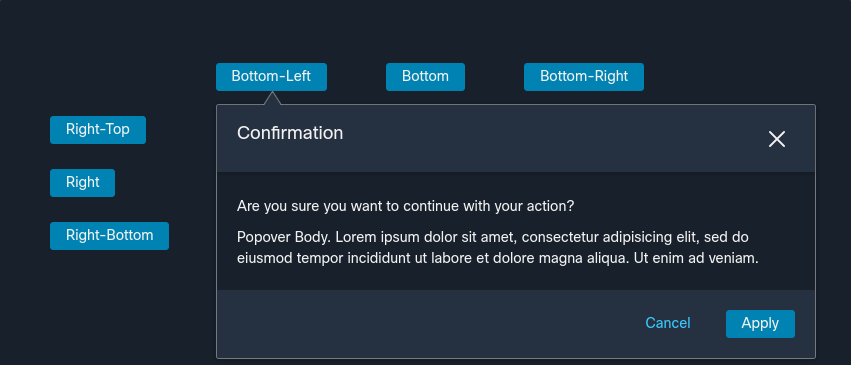 Bottom-Left
Bottom
Bottom-Right
Right-Top
Right
Right-Bottom
Confirmation
Are you sure you want to continue with your action?
Popover Body. Lorem ipsum dolor sit amet, consectetur adipisicing elit, sed do
eiusmod tempor incididunt ut labore et dolore magna aliqua. Ut enim ad veniam.
Cancel
Apply